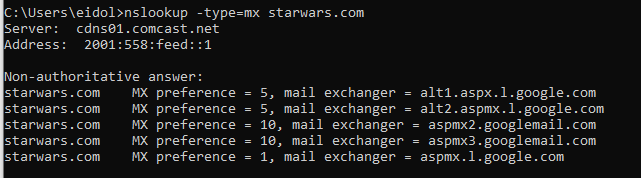 C:\Users\eidol>nslookup -type=mx starwars.com
Server:  cdns01.comcast.net
Address:  2001:558:feed::1

Non-authoritative answer:
starwars.com    MX preference = 5, mail exchanger = alt1.aspx.l.google.com
starwars.com    MX preference = 5, mail exchanger = alt2.aspmx.l.google.com
starwars.com    MX preference = 10, mail exchanger = aspmx2.googlemail.com
starwars.com    MX preference = 10, mail exchanger = aspmx3.googlemail.com
starwars.com    MX preference = 1, mail exchanger = aspmx.l.google.com